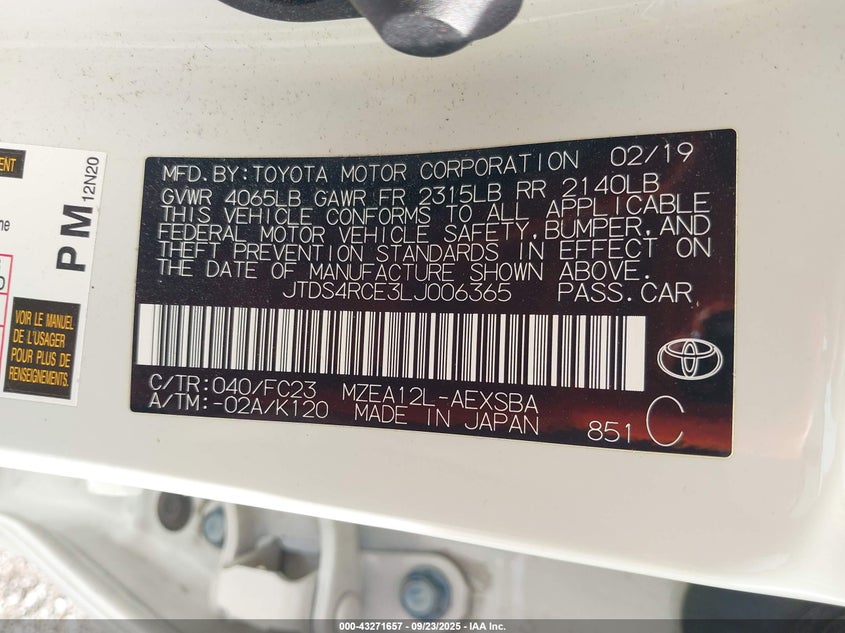 MFD. BY:TOYOTA MOTOR CORPORATION 02/19
GVWR 4065LB GAWR FR 2315LB RR 2140LB
THIS VEHICLE CONFORMS TO ALL APPLICABLE
FEDERAL MOTOR VEHICLE SAFETY,BUMPER,AND
THEFT PREVENTION STANDARDS IN EFFECT ON
THE DATE OF MANUFACTURE SHOWN ABOVE.
JTDS4RCE3LJ006365 PASS.CAR
C/TR:040/FC23 MZEA12L-AEXSBA
A/TM:-02A/K120 MADE IN JAPAN
851 C
PM 12N20
VOIR LE MANUEL
DE L'USAGER
POUR PLUS DE
RENSEIGNEMENTS.
000-43271657 - 09/23/2025 - IAA Inc.